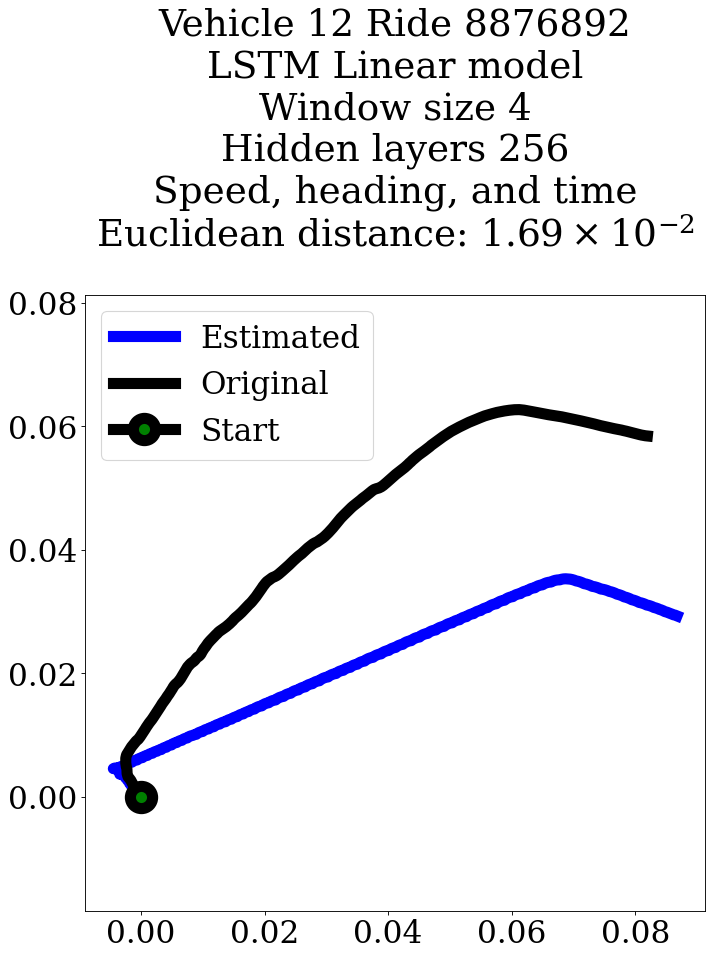 Vehicle 12 Ride 8876892
LSTM Linear model
Window size 4
Hidden layers 256
Speed, heading, and time
Euclidean distance: 1.69 × 10⁻²
0.08
Estimated
Original
Start
0.06
0.04
0.02
0.00
0.00 0.02 0.04 0.06 0.08